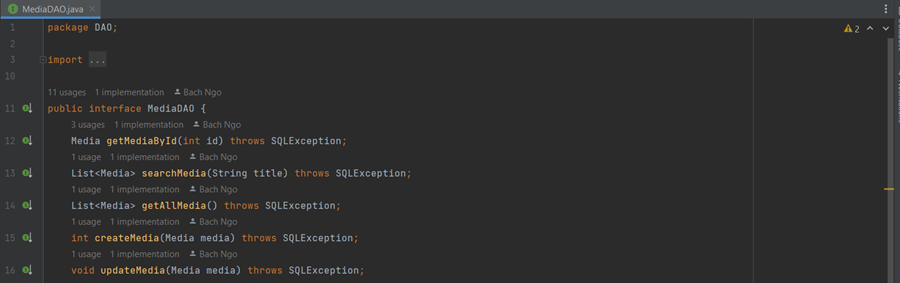 MediaDAO.java
1 package DAO;
2
2
3 import ...
10
11 usages 1 implementation Bach Ngo
11 public interface MediaDAO {
3 usages 1 implementation Bach Ngo
12 Media getMediaById(int id) throws SQLException;
1 usage 1 implementation Bach Ngo
13 List<Media> searchMedia(String title) throws SQLException;
1 usage 1 implementation Bach Ngo
14 List<Media> getAllMedia() throws SQLException;
1 usage 1 implementation Bach Ngo
15 int createMedia(Media media) throws SQLException;
1 usage 1 implementation Bach Ngo
16 void updateMedia(Media media) throws SQLException;